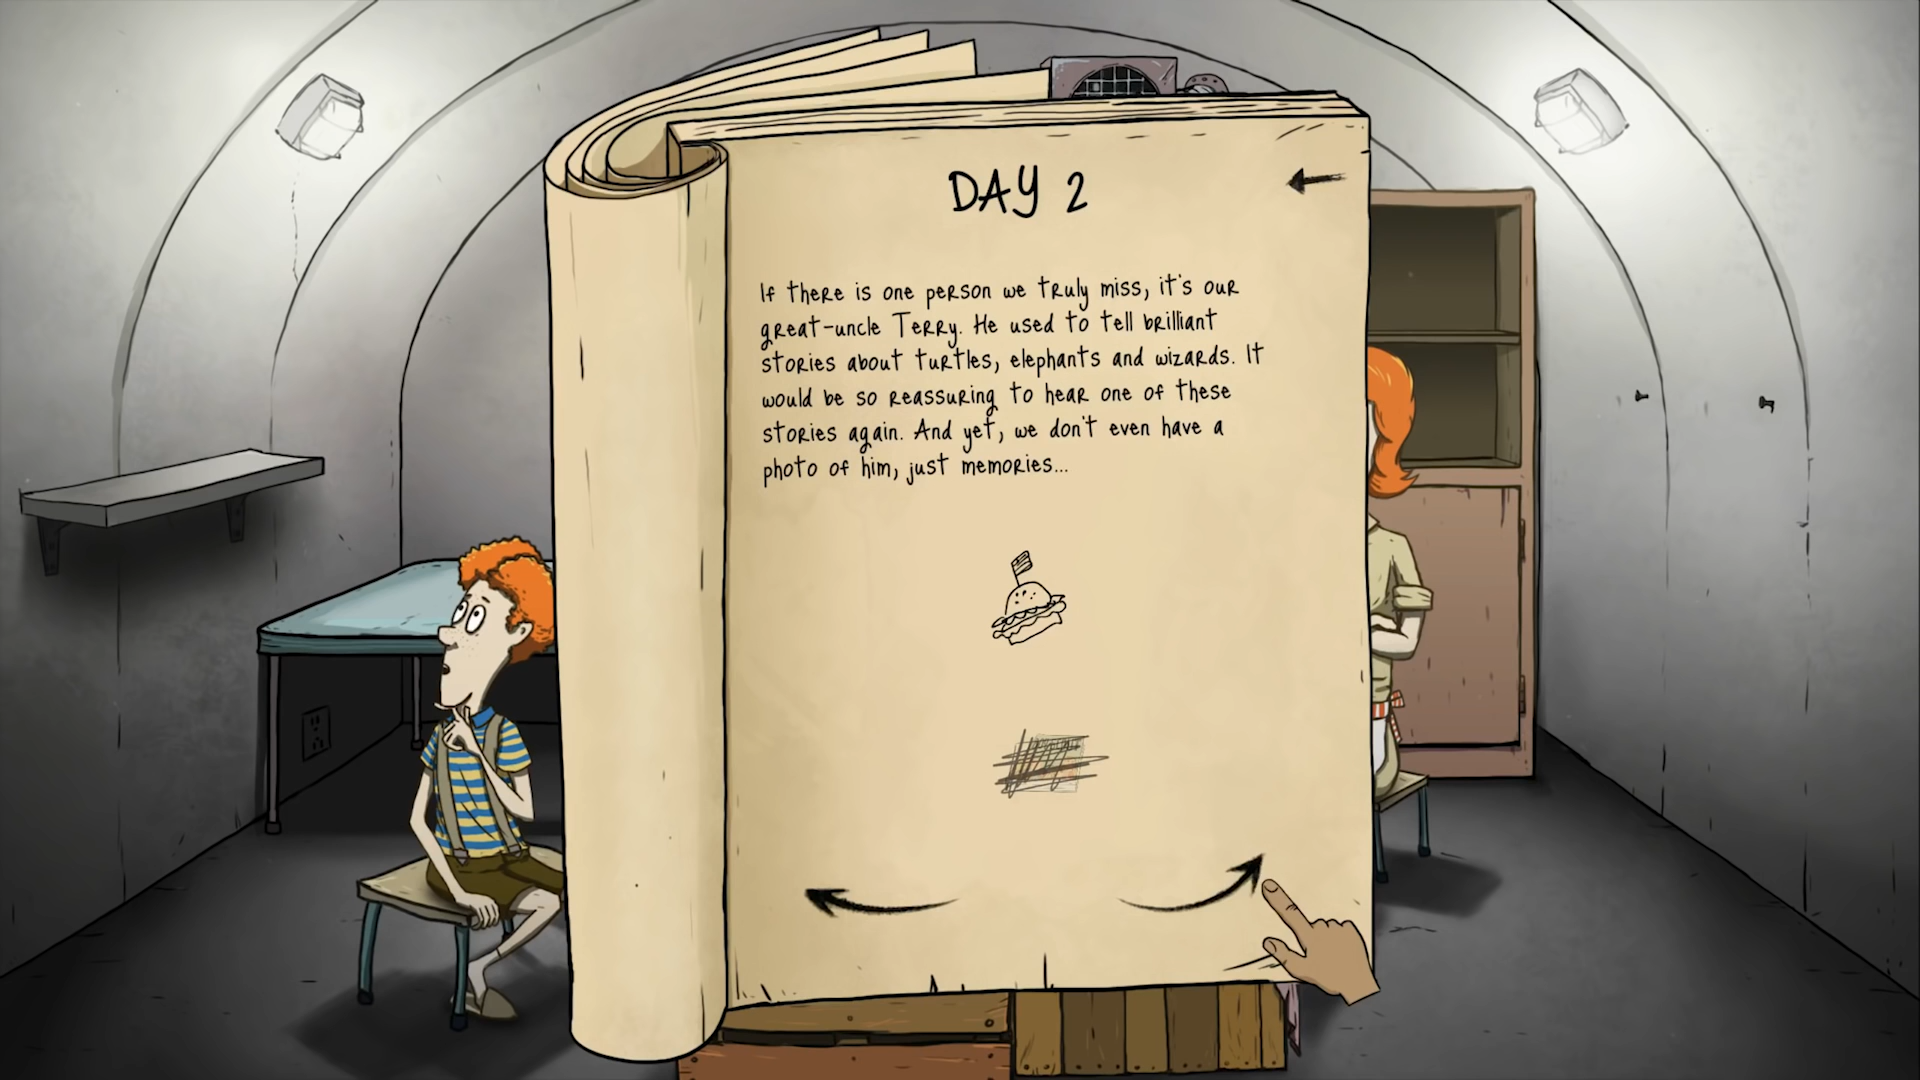 DAY 2
If there is one person we truly miss, it's our
great-uncle Terry. He used to tell brilliant
stories about turtles, elephants and wizards. It
would be so reassuring to hear one of these
stories again. And yet, we don't even have a
photo of him, just memories...